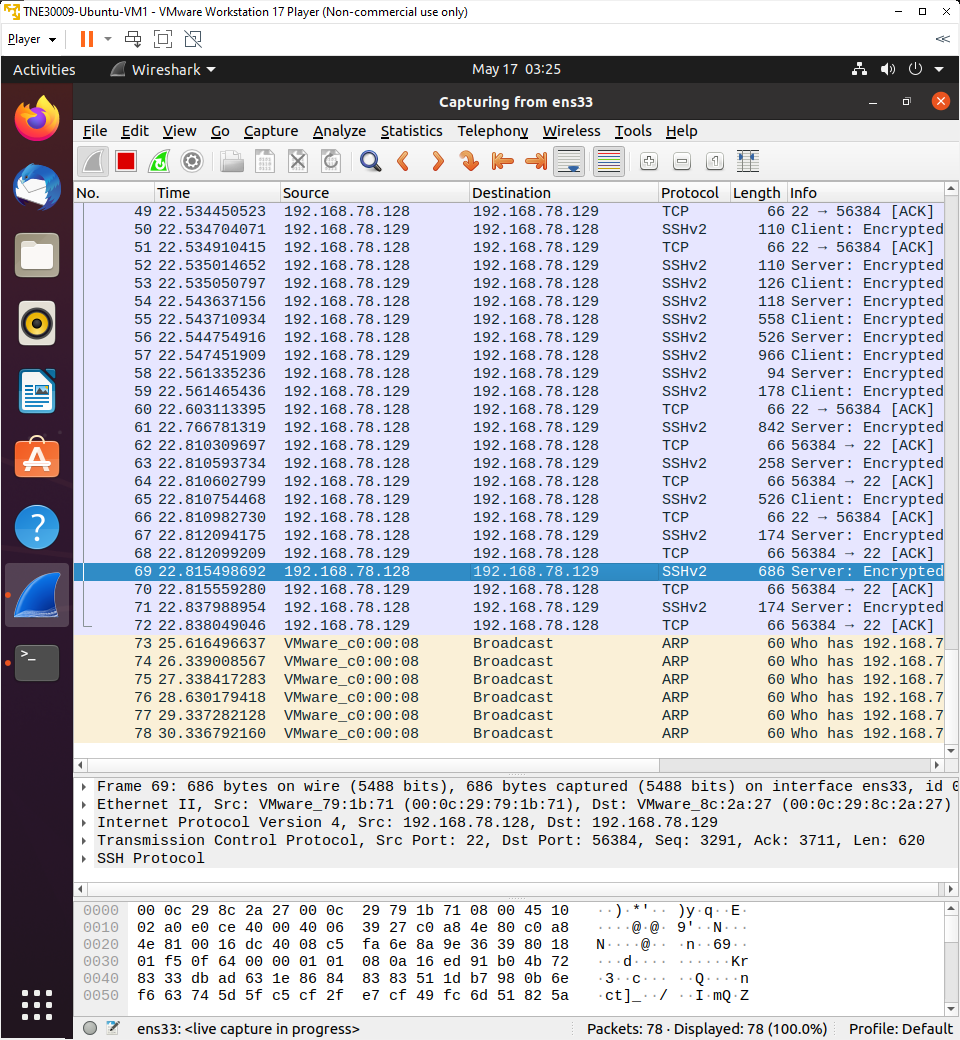 TNE30009-Ubuntu-VM1 - VMware Workstation 17 Player (Non-commercial use only)
Player
Activities Wireshark May 17 03:25
Capturing from ens33
File Edit View Go Capture Analyze Statistics Telephony Wireless Tools Help
No. Time Source Destination Protocol Length Info
49 22.534450523 192.168.78.128 192.168.78.129 TCP 66 22 → 56384 [ACK]
50 22.534704071 192.168.78.129 192.168.78.128 SSHv2 110 Client: Encrypted
51 22.534910415 192.168.78.128 192.168.78.129 TCP 66 22 → 56384 [ACK]
52 22.535014652 192.168.78.128 192.168.78.129 SSHv2 110 Server: Encrypted
53 22.535050797 192.168.78.129 192.168.78.128 SSHv2 126 Client: Encrypted
54 22.543637156 192.168.78.128 192.168.78.129 SSHv2 118 Server: Encrypted
55 22.543710934 192.168.78.129 192.168.78.128 SSHv2 558 Client: Encrypted
56 22.544754916 192.168.78.128 192.168.78.129 SSHv2 526 Server: Encrypted
57 22.547451909 192.168.78.129 192.168.78.128 SSHv2 966 Client: Encrypted
58 22.561335236 192.168.78.128 192.168.78.129 SSHv2 94 Server: Encrypted
59 22.561465436 192.168.78.129 192.168.78.128 SSHv2 178 Client: Encrypted
60 22.603113395 192.168.78.128 192.168.78.129 TCP 66 22 → 56384 [ACK]
61 22.766781319 192.168.78.128 192.168.78.129 SSHv2 842 Server: Encrypted
62 22.810309697 192.168.78.129 192.168.78.128 TCP 66 56384 → 22 [ACK]
63 22.810593734 192.168.78.128 192.168.78.129 SSHv2 258 Server: Encrypted
64 22.810602799 192.168.78.129 192.168.78.128 TCP 66 56384 → 22 [ACK]
65 22.810754468 192.168.78.129 192.168.78.128 SSHv2 526 Client: Encrypted
66 22.810982730 192.168.78.128 192.168.78.129 TCP 66 22 → 56384 [ACK]
67 22.812094175 192.168.78.128 192.168.78.129 SSHv2 174 Server: Encrypted
68 22.812099209 192.168.78.129 192.168.78.128 TCP 66 56384 → 22 [ACK]
69 22.815498692 192.168.78.128 192.168.78.129 SSHv2 686 Server: Encrypted
70 22.815559280 192.168.78.129 192.168.78.128 TCP 66 56384 → 22 [ACK]
71 22.837988954 192.168.78.128 192.168.78.129 SSHv2 174 Server: Encrypted
72 22.838049046 192.168.78.129 192.168.78.128 TCP 66 56384 → 22 [ACK]
73 25.616496637 VMware_c0:00:08 Broadcast ARP 60 Who has 192.168.7
74 26.339008567 VMware_c0:00:08 Broadcast ARP 60 Who has 192.168.7
75 27.338417283 VMware_c0:00:08 Broadcast ARP 60 Who has 192.168.7
76 28.630179418 VMware_c0:00:08 Broadcast ARP 60 Who has 192.168.7
77 29.337282128 VMware_c0:00:08 Broadcast ARP 60 Who has 192.168.7
78 30.336792160 VMware_c0:00:08 Broadcast ARP 60 Who has 192.168.7
Frame 69: 686 bytes on wire (5488 bits), 686 bytes captured (5488 bits) on interface ens33, id 0
Ethernet II, Src: VMware_79:1b:71 (00:0c:29:79:1b:71), Dst: VMware_8c:2a:27 (00:0c:29:8c:2a:27)
Internet Protocol Version 4, Src: 192.168.78.128, Dst: 192.168.78.129
Transmission Control Protocol, Src Port: 22, Dst Port: 56384, Seq: 3291, Ack: 3711, Len: 620
SSH Protocol
0000 00 0c 29 8c 2a 27 00 0c 29 79 1b 71 08 00 45 10 ··)·*'·· )y·q··E·
0010 02 a0 e0 ce 40 00 40 06 39 27 c0 a8 4e 80 c0 a8 ····@·@· 9'··N···
0020 4e 81 00 16 dc 40 08 c5 fa 6e 8a 9e 36 39 80 18 N····@·· ·n··69··
0030 01 f5 0f 64 00 00 01 01 08 0a 16 ed 91 b0 4b 72 ···d···· ······Kr
0040 83 33 db ad 63 1e 86 84 83 83 51 1d b7 98 0b 6e ·3··c··· ··Q····n
0050 f6 63 74 5d 5f c5 cf 2f e7 cf 49 fc 6d 51 82 5a ·ct]_··/ ··I·mQ·Z
ens33: <live capture in progress> Packets: 78 · Displayed: 78 (100.0%) Profile: Default